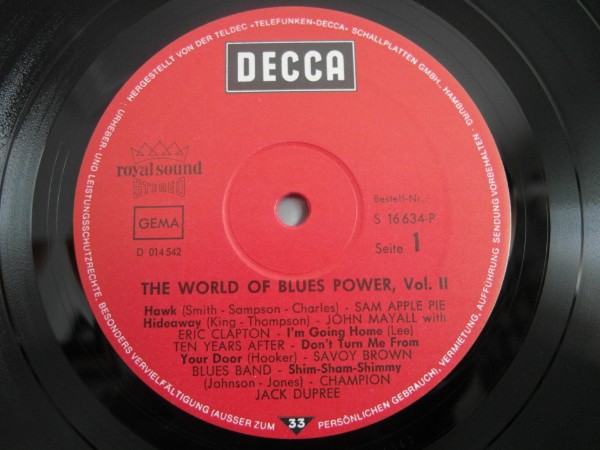 HERGESTELLT VON DER TELDEC »TELEFUNKEN-DECCA« SCHALLPLATTEN GMBH., HAMBURG · URHEBER- UND LEISTUNGSSCHUTZRECHTE, BESONDERS VERVIELFÄLTIGUNG (AUSSER ZUM PERSÖNLICHEN GEBRAUCH), VERMIETUNG, AUFFÜHRUNG SENDUNG VORBEHALTEN
DECCA
royal sound
STEREO
GEMA
D 014542
Bestell-Nr.:
S 16634-P
Seite 1
THE WORLD OF BLUES POWER, Vol. II
Hawk (Smith - Sampson - Charles) - SAM APPLE PIE
Hideaway (King - Thompson) - JOHN MAYALL with
ERIC CLAPTON - I'm Going Home (Lee)
TEN YEARS AFTER - Don't Turn Me From
Your Door (Hooker) - SAVOY BROWN
BLUES BAND - Shim-Sham-Shimmy
(Johnson - Jones) - CHAMPION
JACK DUPREE
33